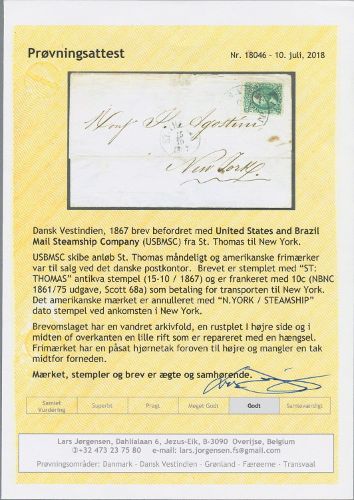 Prøvningsattest
Nr. 18046 - 10. juli, 2018
New York.
Dansk Vestindien, 1867 brev befordret med United States and Brazil
Mail Steamship Company (USBMSC) fra St. Thomas til New York.
USBMSC skibe anløb St. Thomas måndeligt og amerikanske frimærker
var til salg ved det danske postkontor. Brevet er stemplet med "ST:
THOMAS" antikva stempel (15-10 / 1867) og er frankeret med 10c (NBNC
1861/75 udgave, Scott 68a) som betaling for transporten til New York.
Det amerikanske mærket er annulleret med "N.YORK / STEAMSHIP"
dato stempel ved ankomsten i New York.
Brevomslaget har en vandret arkivfold, en rustplet i højre side og i
midten af overkanten en lille rift som er repareret med en hængsel.
Frimærket har en påsat hjørnetak foroven til højre og mangler en tak
midtfor forneden.
Mærket, stempler og brev er ægte og samhørende.
Samlet Vurdering
Superbt
Pragt
Meget Godt
Godt
Samleværdigt
Lars Jørgensen, Dahlialaan 6, Jezus-Eik, B-3090 Overijse, Belgium
+32 473 23 75 80 e-mail: lars.jorgensen.fs@gmail.com
Prøvningsområder: Danmark - Dansk Vestindien - Grønland - Færøerne - Transvaal